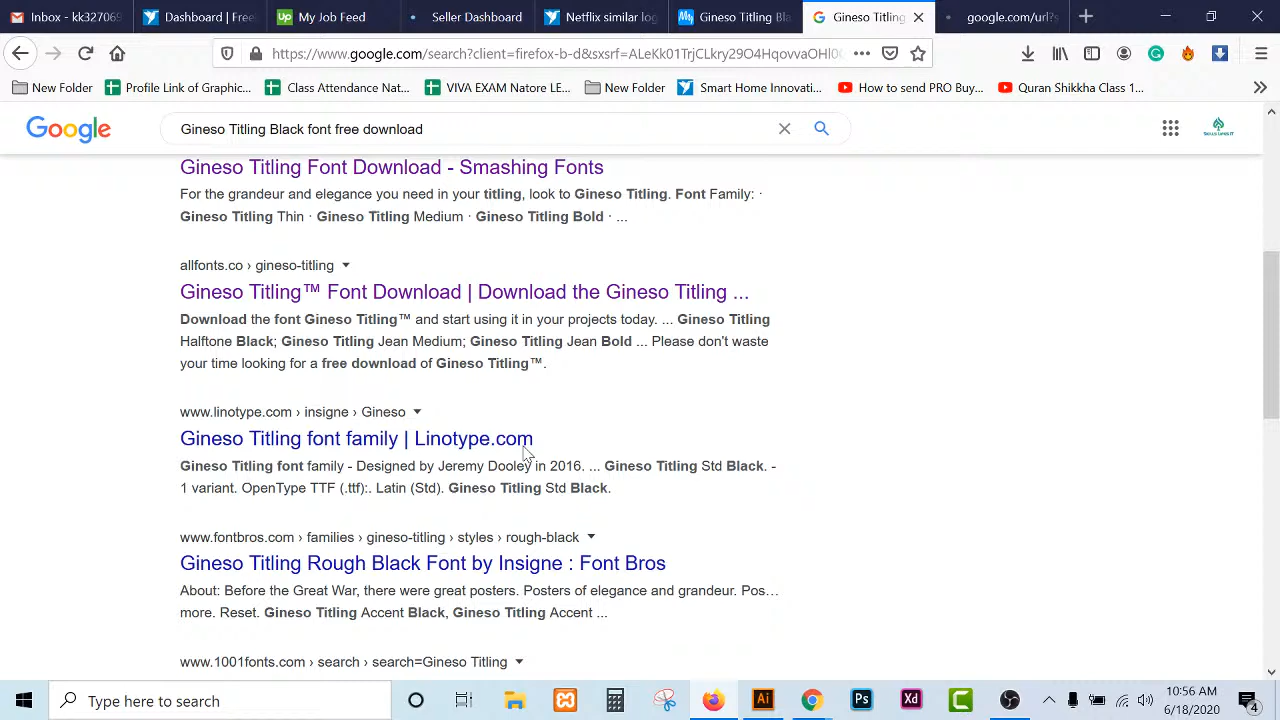 Inbox - kk327069
Dashboard | Free
My Job Feed
Seller Dashboard
Netflix similar log
Gineso Titling Bla
Gineso Titling
google.com/url?s
https://www.google.com/search?client=firefox-b-d&sxsrf=ALeKk01TrjCLkry29O4HqovvaOHl0
New Folder
Profile Link of Graphic...
Class Attendance Nat...
VIVA EXAM Natore LE...
New Folder
Smart Home Innovati...
How to send PRO Buy...
Quran Shikkha Class 1...
Google
Gineso Titling Black font free download
Gineso Titling Font Download - Smashing Fonts
For the grandeur and elegance you need in your titling, look to Gineso Titling. Font Family: ·
Gineso Titling Thin · Gineso Titling Medium · Gineso Titling Bold · ...
allfonts.co › gineso-titling
Gineso Titling™ Font Download | Download the Gineso Titling ...
Download the font Gineso Titling™ and start using it in your projects today. ... Gineso Titling
Halftone Black; Gineso Titling Jean Medium; Gineso Titling Jean Bold ... Please don't waste
your time looking for a free download of Gineso Titling™.
www.linotype.com › insigne › Gineso
Gineso Titling font family | Linotype.com
Gineso Titling font family - Designed by Jeremy Dooley in 2016. ... Gineso Titling Std Black. -
1 variant. OpenType TTF (.ttf):. Latin (Std). Gineso Titling Std Black.
www.fontbros.com › families › gineso-titling › styles › rough-black
Gineso Titling Rough Black Font by Insigne : Font Bros
About: Before the Great War, there were great posters. Posters of elegance and grandeur. Pos…
more. Reset. Gineso Titling Accent Black, Gineso Titling Accent ...
www.1001fonts.com › search › search=Gineso Titling
Type here to search
Ai
Ps
Xd
10:56 AM
6/18/2020
4